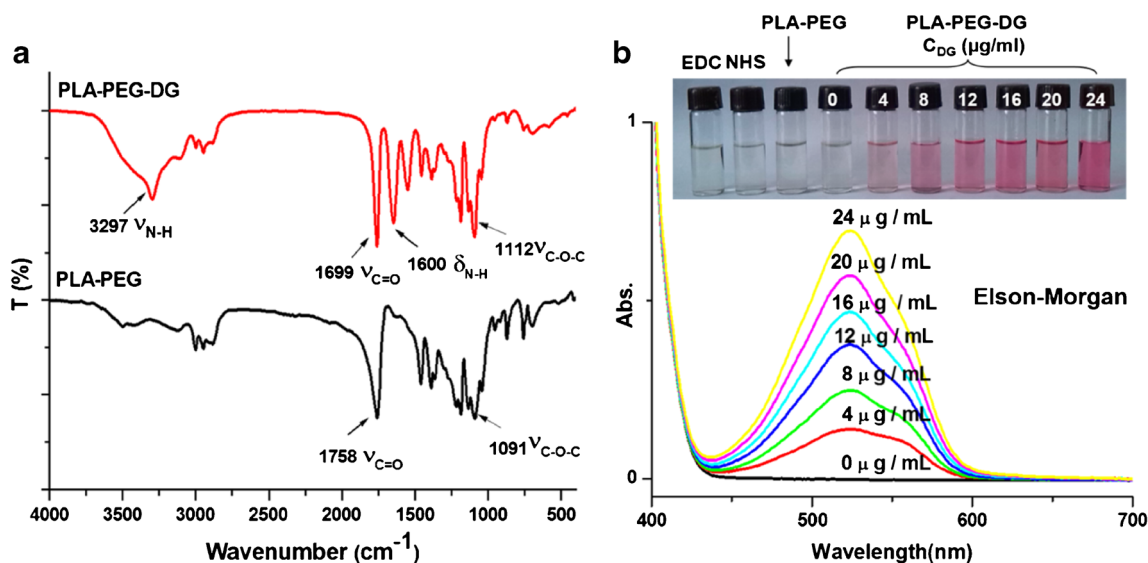 a
PLA-PEG-DG
3297 νN-H
1699 νC=O
1600 δN-H
1112νC-O-C
PLA-PEG
1758 νC=O
1091 νC-O-C
T (%)
4000 3500 3000 2500 2000 1500 1000 500
Wavenumber (cm-1)
b
PLA-PEG
PLA-PEG-DG
CDG (μg/ml)
EDC NHS
0 4 8 12 16 20 24
1
24 μ g / mL
20 μ g / mL
16 μ g / mL
12 μ g / mL
8 μ g / mL
4 μ g / mL
0 μ g / mL
Elson-Morgan
Abs.
0
400 500 600 700
Wavelength(nm)